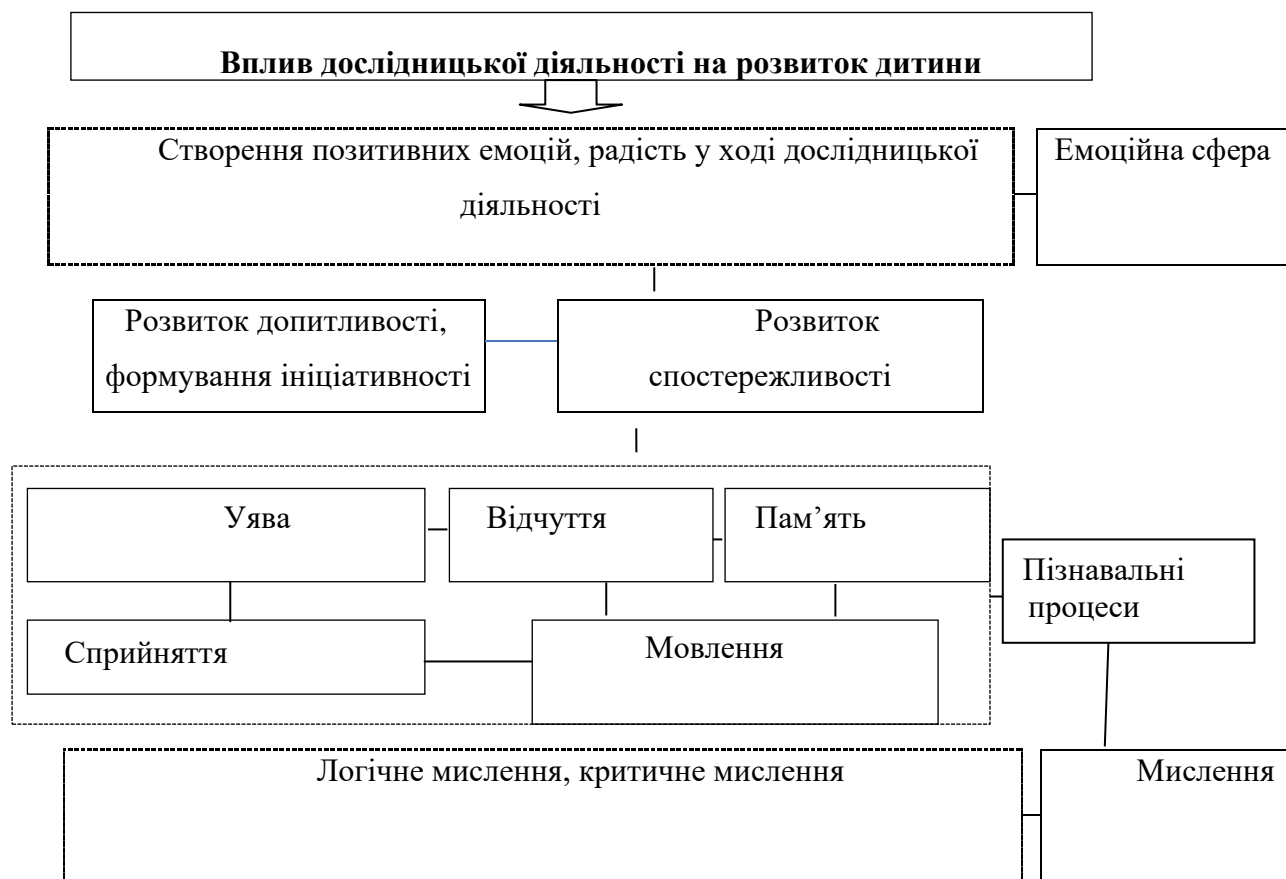 Вплив дослідницької діяльності на розвиток дитини
Створення позитивних емоцій, радість у ході дослідницької
діяльності
Емоційна сфера
Розвиток допитливості,
формування ініціативності
Розвиток
спостережливості
Уява
Відчуття
Пам’ять
Сприйняття
Мовлення
Пізнавальні
процеси
Логічне мислення, критичне мислення
Мислення